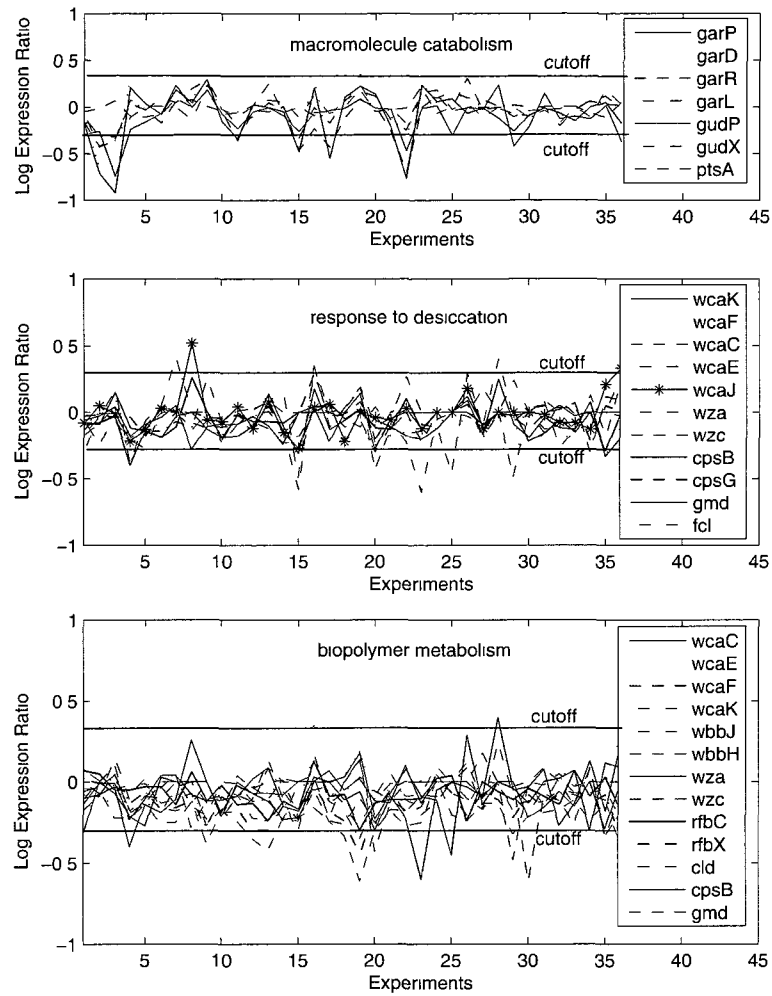 1
0 5
0
−0 5
−1
Log Expression Ratio
macromolecule catabolism
cutoff
cutoff
garP
garD
garR
garL
gudP
gudX
ptsA
5 10 15 20 25 30 35 40 45
Experiments
1
0 5
0
−0 5
−1
Log Expression Ratio
response to desiccation
cutoff
cutoff
wcaK
wcaF
wcaC
wcaE
wcaJ
wza
wzc
cpsB
cpsG
gmd
fcl
5 10 15 20 25 30 35 40 45
Experiments
1
0 5
0
−0 5
−1
Log Expression Ratio
biopolymer metabolism
cutoff
cutoff
wcaC
wcaE
wcaF
wcaK
wbbJ
wbbH
wza
wzc
rfbC
rfbX
cld
cpsB
gmd
5 10 15 20 25 30 35 40 45
Experiments